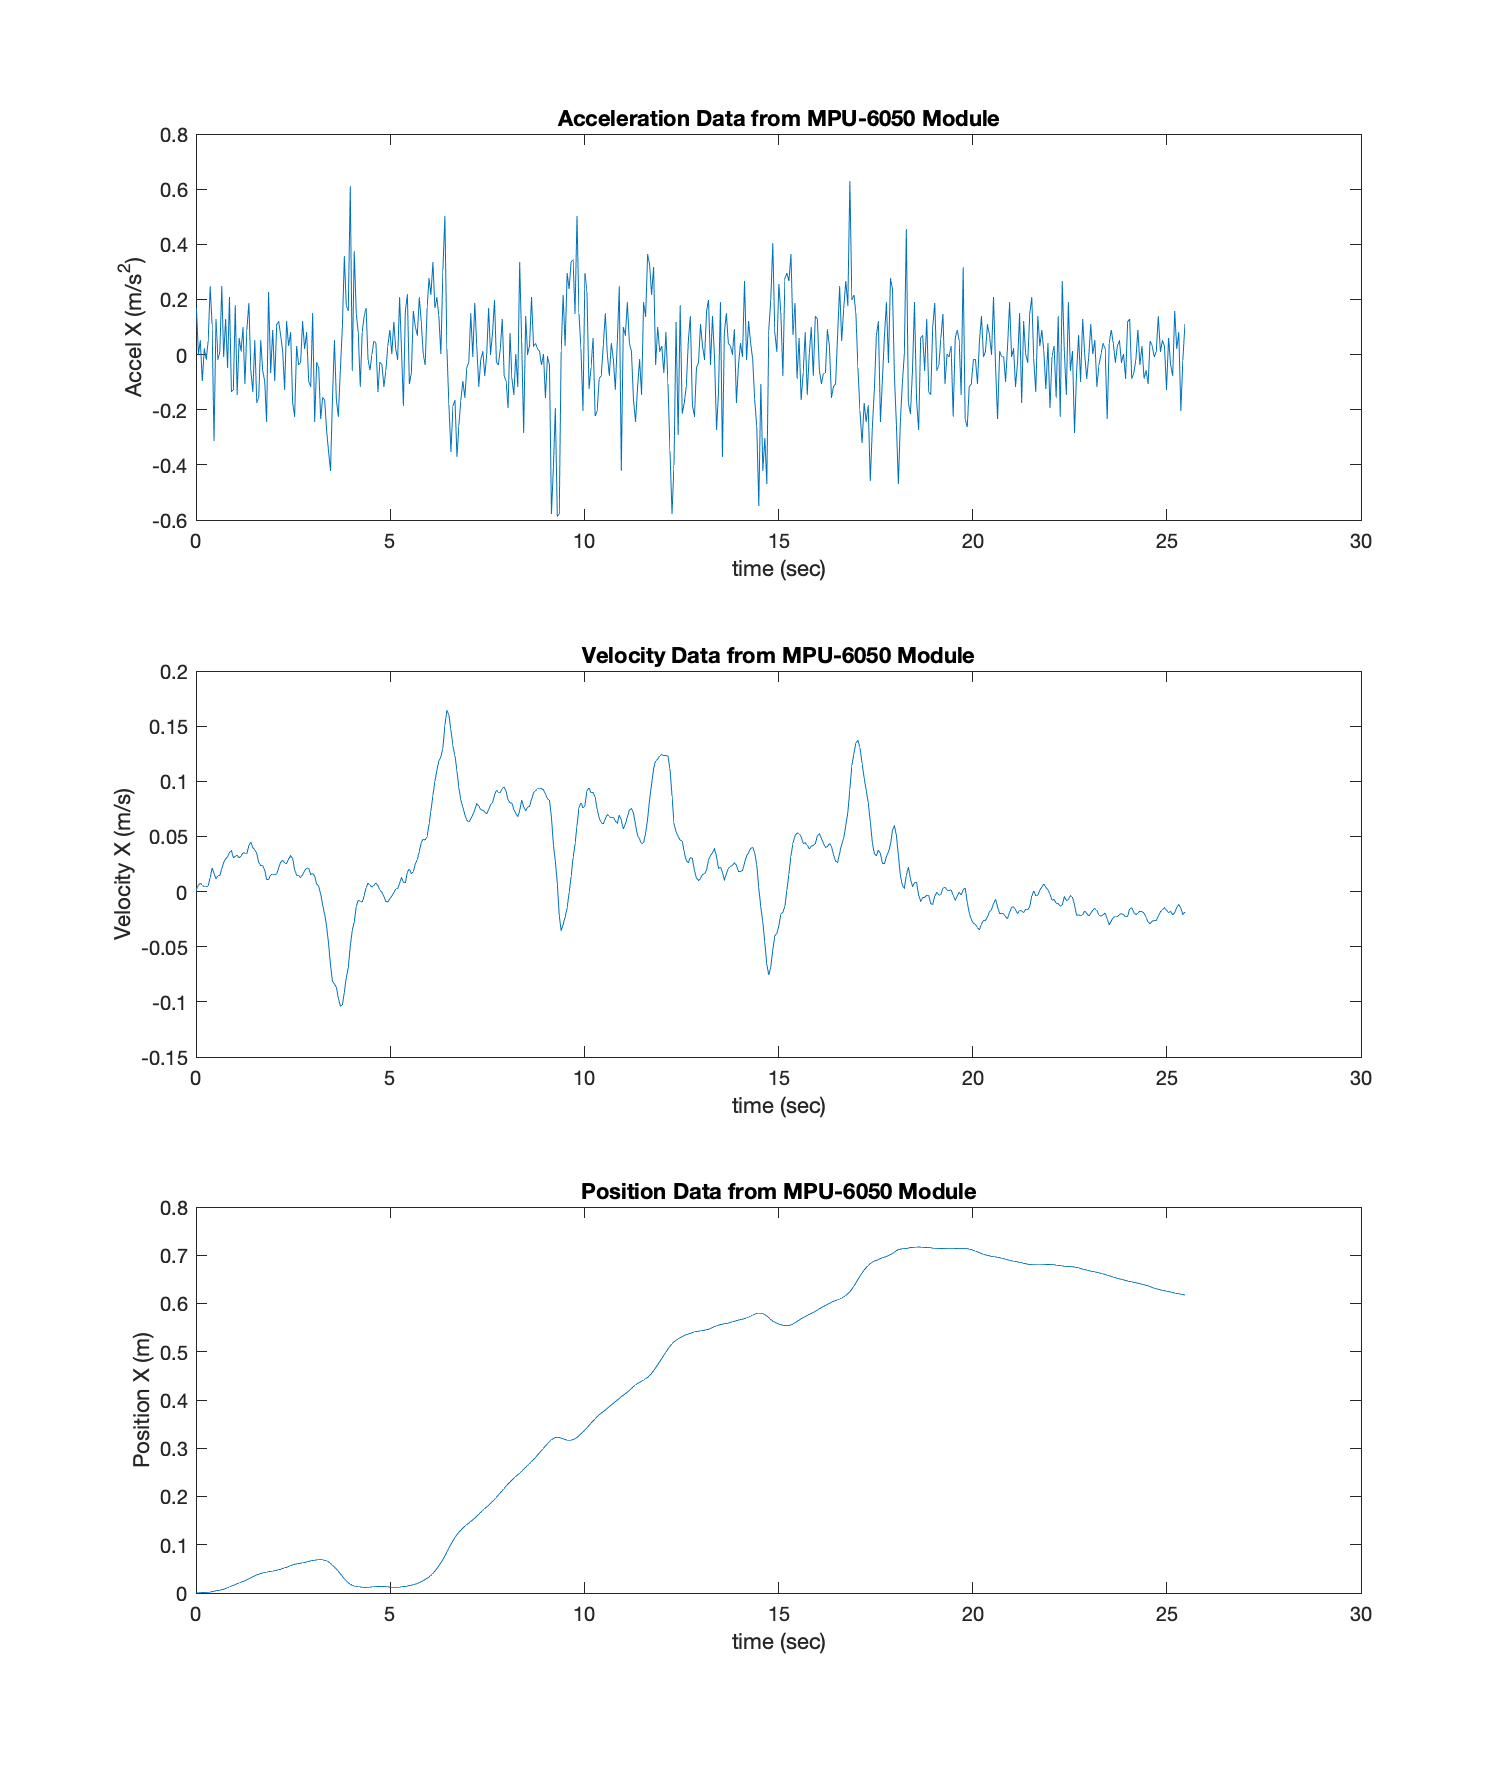 Acceleration Data from MPU-6050 Module
0.8
0.6
0.4
0.2
0
-0.2
-0.4
-0.6
Accel X (m/s2)
0 5 10 15 20 25 30
time (sec)
Velocity Data from MPU-6050 Module
0.2
0.15
0.1
0.05
0
-0.05
-0.1
-0.15
Velocity X (m/s)
0 5 10 15 20 25 30
time (sec)
Position Data from MPU-6050 Module
0.8
0.7
0.6
0.5
0.4
0.3
0.2
0.1
0
Position X (m)
0 5 10 15 20 25 30
time (sec)